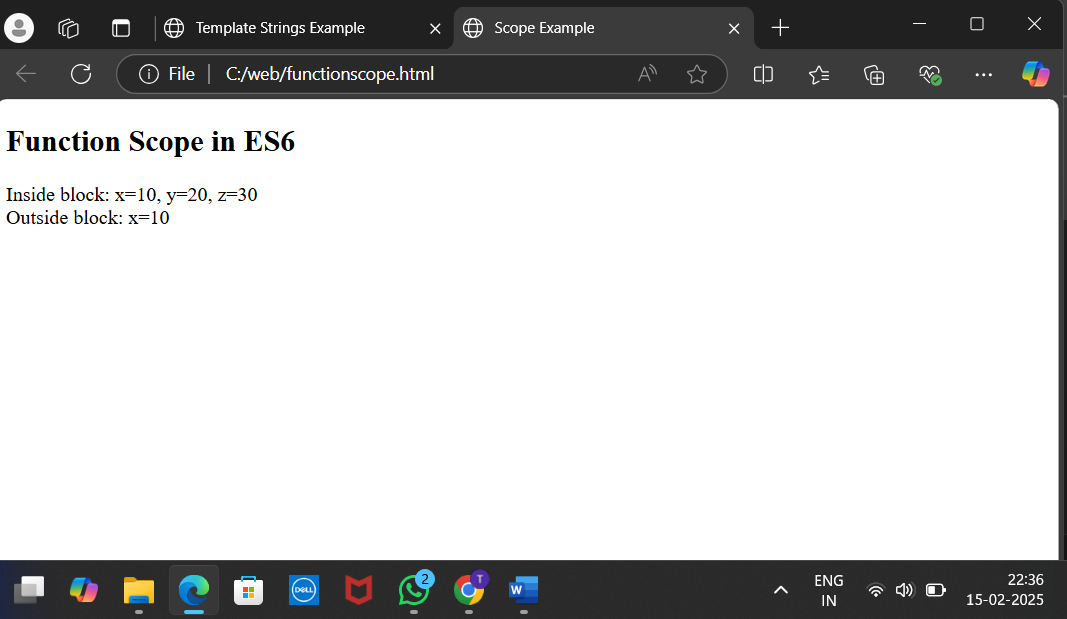 Template Strings Example
Scope Example
File
C:/web/functionscope.html
Function Scope in ES6
Inside block: x=10, y=20, z=30
Outside block: x=10
DELL
2
T
W
ENG
IN
22:36
15-02-2025